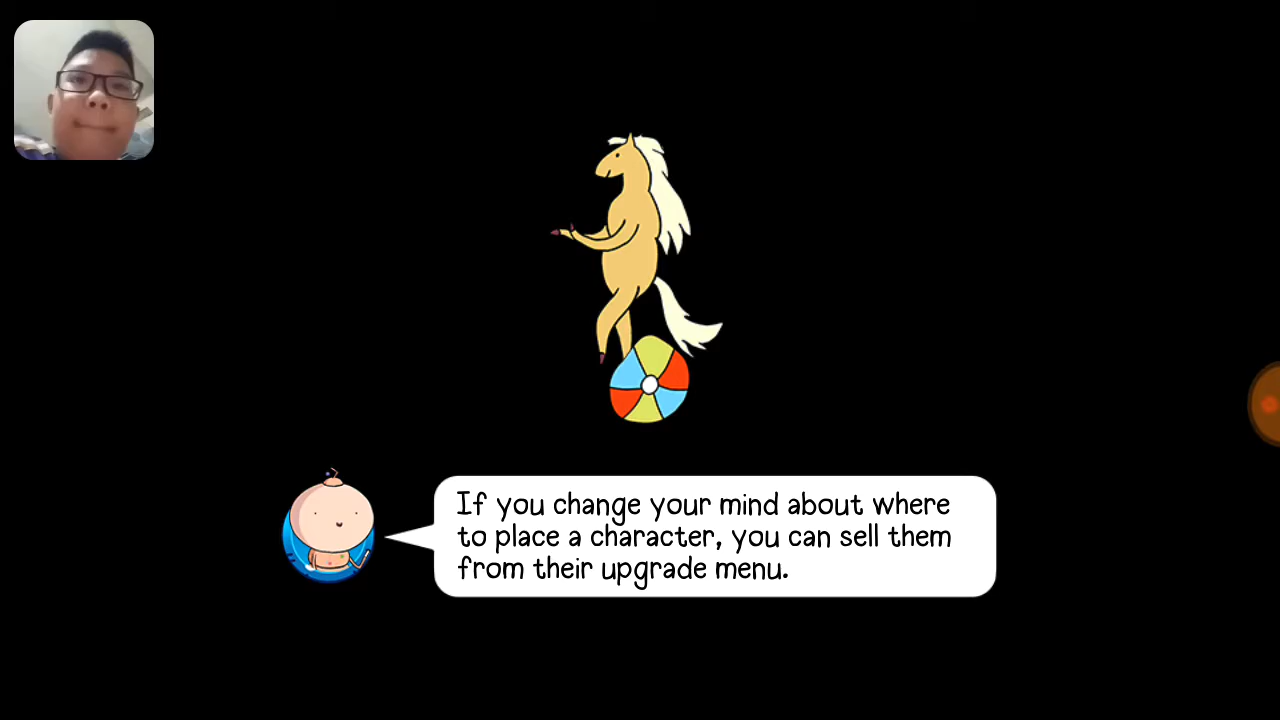 If you change your mind about where
to place a character, you can sell them
from their upgrade menu.